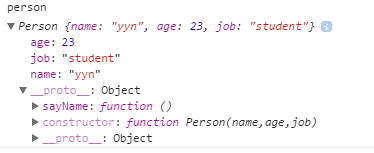 person
Person {name: "yyn", age: 23, job: "student"}
age: 23
job: "student"
name: "yyn"
__proto__: Object
sayName: function ()
constructor: function Person(name,age,job)
__proto__: Object